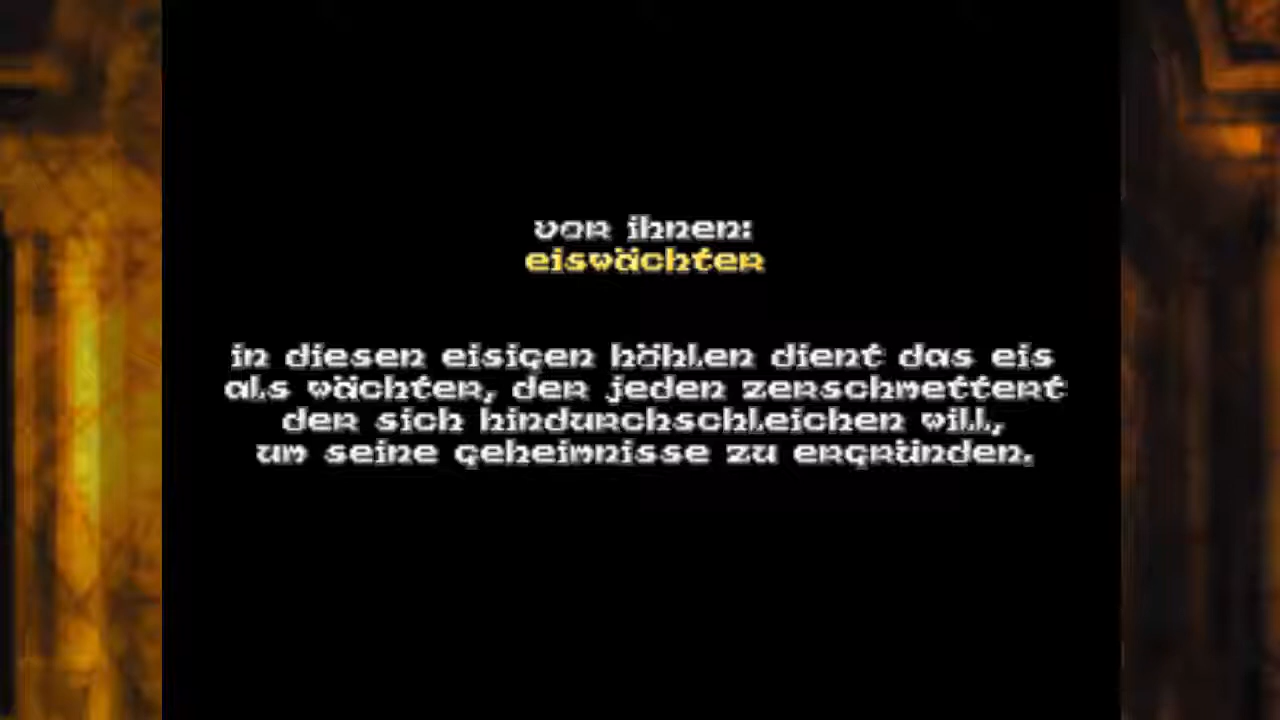 vor ihnen:
eiswächter
in diesen eisigen höhlen dient das eis
als wächter, der jeden zerschmettert
der sich hindurchschleichen will,
um seine geheimnisse zu ergründen.